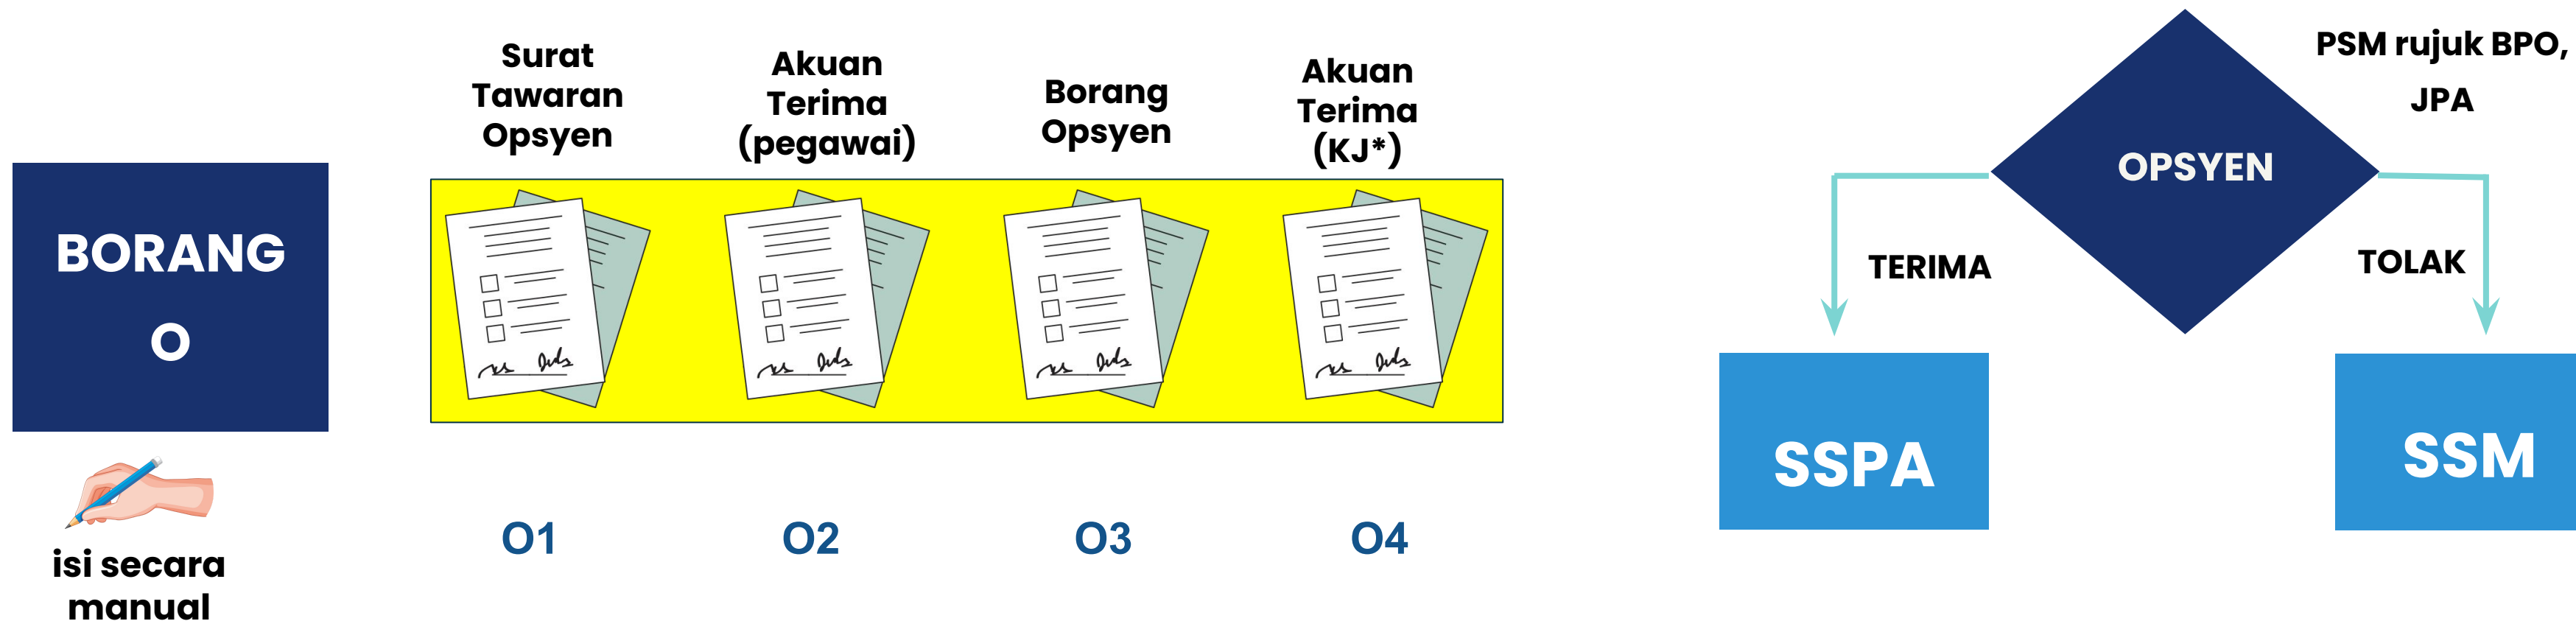 BORANG
O
isi secara
manual
Surat
Tawaran
Opsyen
Akuan
Terima
(pegawai)
Borang
Opsyen
Akuan
Terima
(KJ*)
O1
O2
O3
O4
OPSYEN
PSM rujuk BPO,
JPA
TERIMA
TOLAK
SSPA
SSM